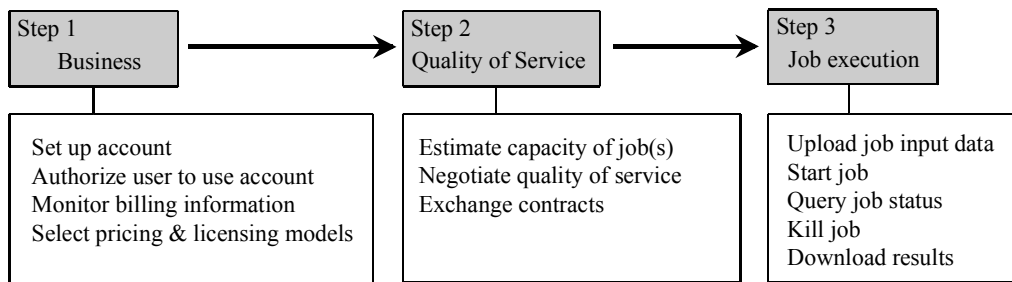 Step 1
Business
Step 2
Quality of Service
Step 3
Job execution
Set up account
Authorize user to use account
Monitor billing information
Select pricing & licensing models
Estimate capacity of job(s)
Negotiate quality of service
Exchange contracts
Upload job input data
Start job
Query job status
Kill job
Download results